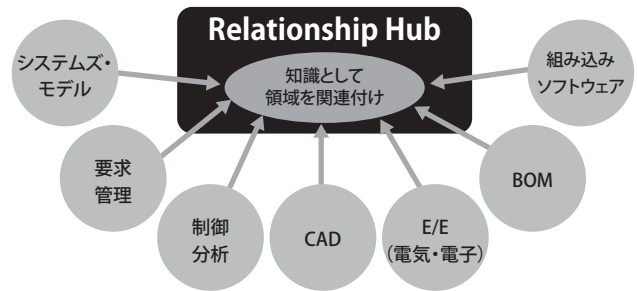 Relationship Hub
知識として
領域を関連付け
システムズ・
モデル
組み込み
ソフトウェア
要求
管理
制御
分析
CAD
E/E
(電気・電子)
BOM